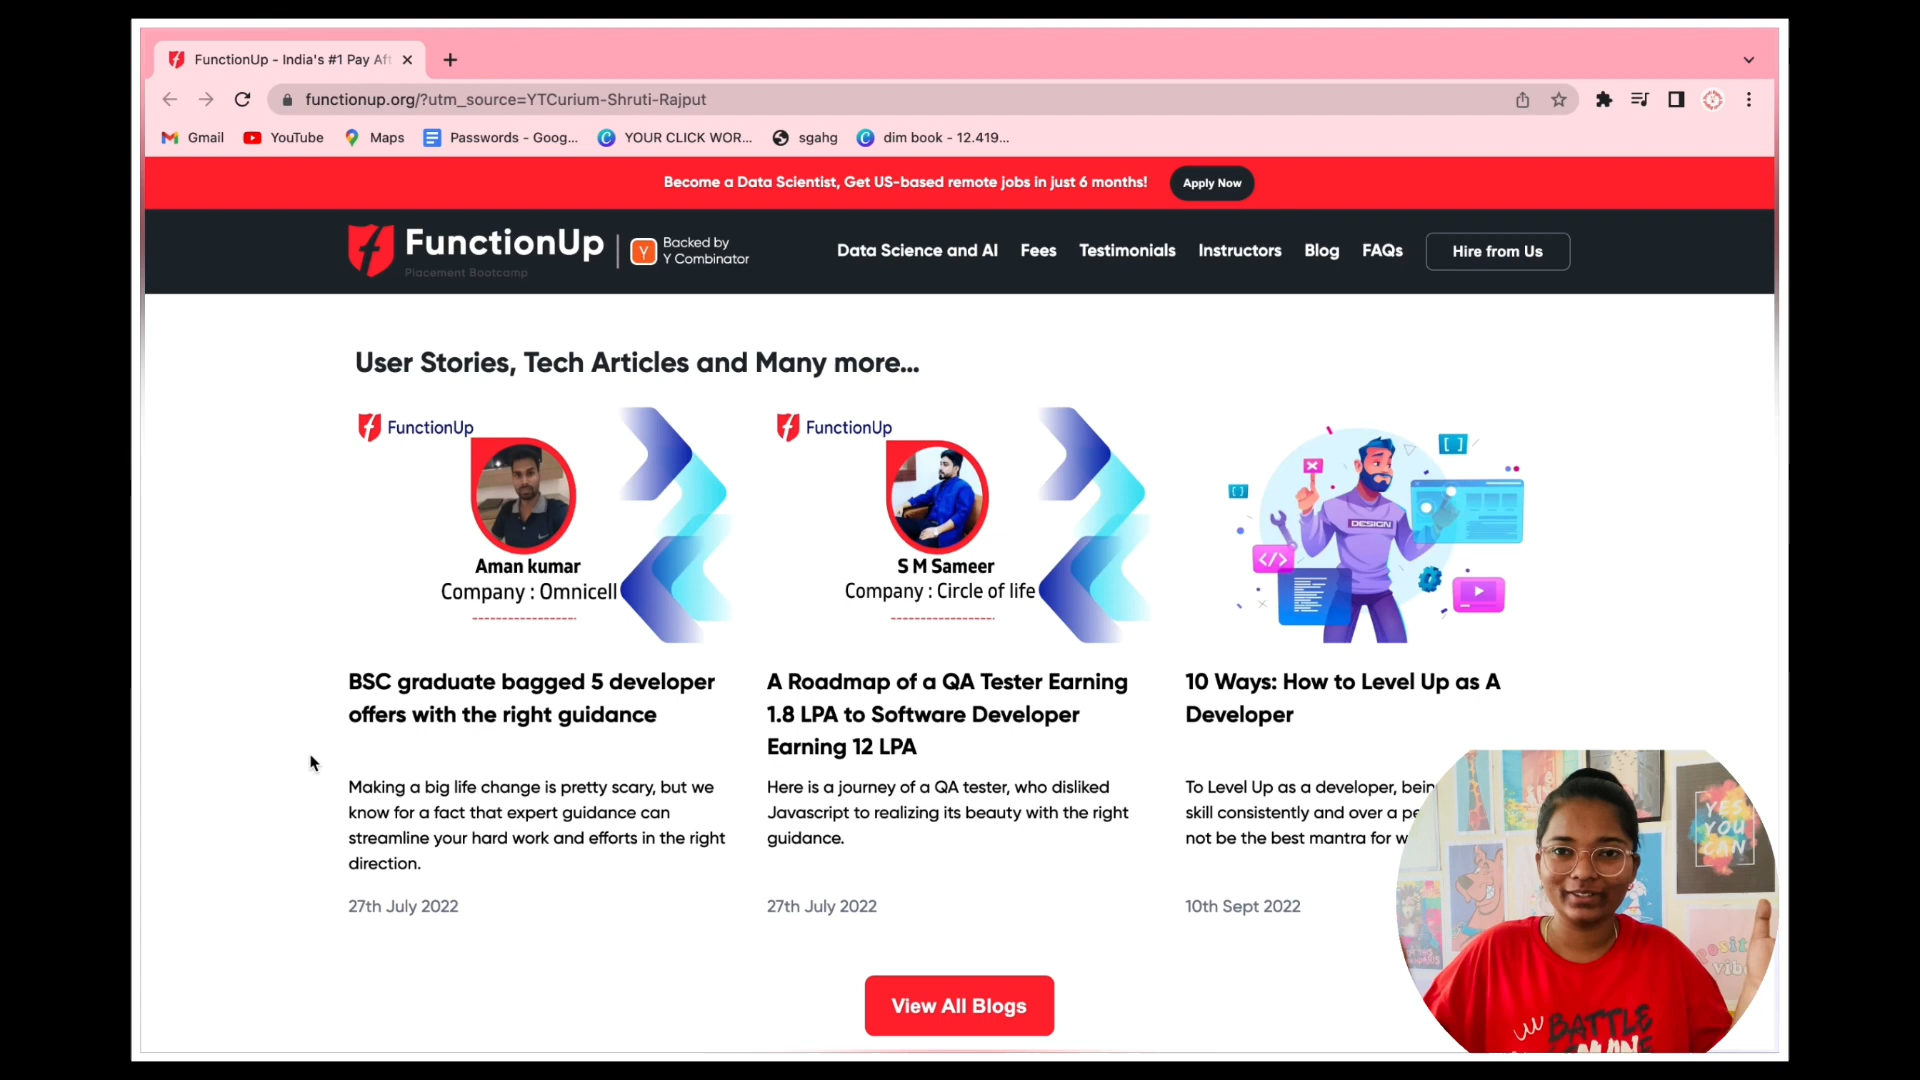 FunctionUp - India's #1 Pay Aft
functionup.org/?utm_source=YTCurium-Shruti-Rajput
Gmail YouTube Maps Passwords - Goog... YOUR CLICK WOR... sgahg dim book - 12.419...
Become a Data Scientist, Get US-based remote jobs in just 6 months! Apply Now
FunctionUp
Placement Bootcamp
Backed by
Y Combinator
Data Science and AI Fees Testimonials Instructors Blog FAQs Hire from Us
User Stories, Tech Articles and Many more...
FunctionUp
Aman kumar
Company : Omnicell
BSC graduate bagged 5 developer
offers with the right guidance
Making a big life change is pretty scary, but we
know for a fact that expert guidance can
streamline your hard work and efforts in the right
direction.
27th July 2022
FunctionUp
S M Sameer
Company : Circle of life
A Roadmap of a QA Tester Earning
1.8 LPA to Software Developer
Earning 12 LPA
Here is a journey of a QA tester, who disliked
Javascript to realizing its beauty with the right
guidance.
27th July 2022
DESIGN
10 Ways: How to Level Up as A
Developer
To Level Up as a developer, bein
skill consistently and over a pe
not be the best mantra for w
10th Sept 2022
View All Blogs
YES
YOU
CAN
BATTLE